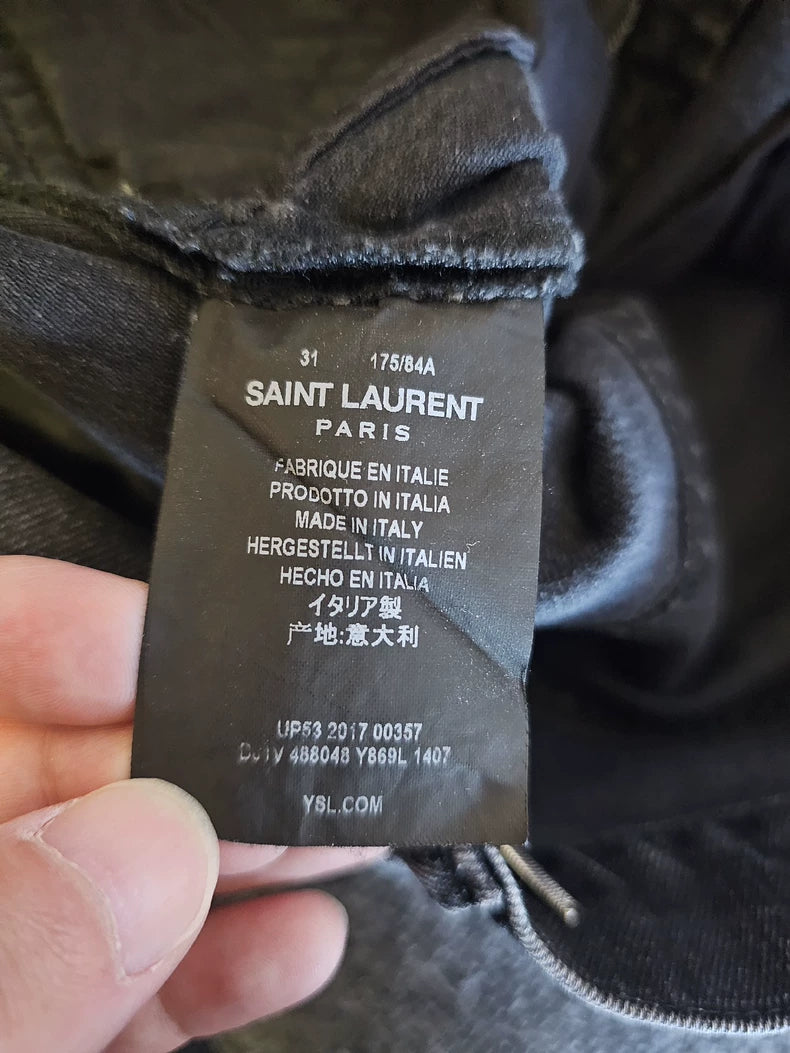 31 175/84A
SAINT LAURENT
PARIS
FABRIQUE EN ITALIE
PRODOTTO IN ITALIA
MADE IN ITALY
HERGESTELLT IN ITALIEN
HECHO EN ITALIA
イタリア製
产地:意大利
UP53 2017 00357
488048 Y869L 1407
YSL.COM